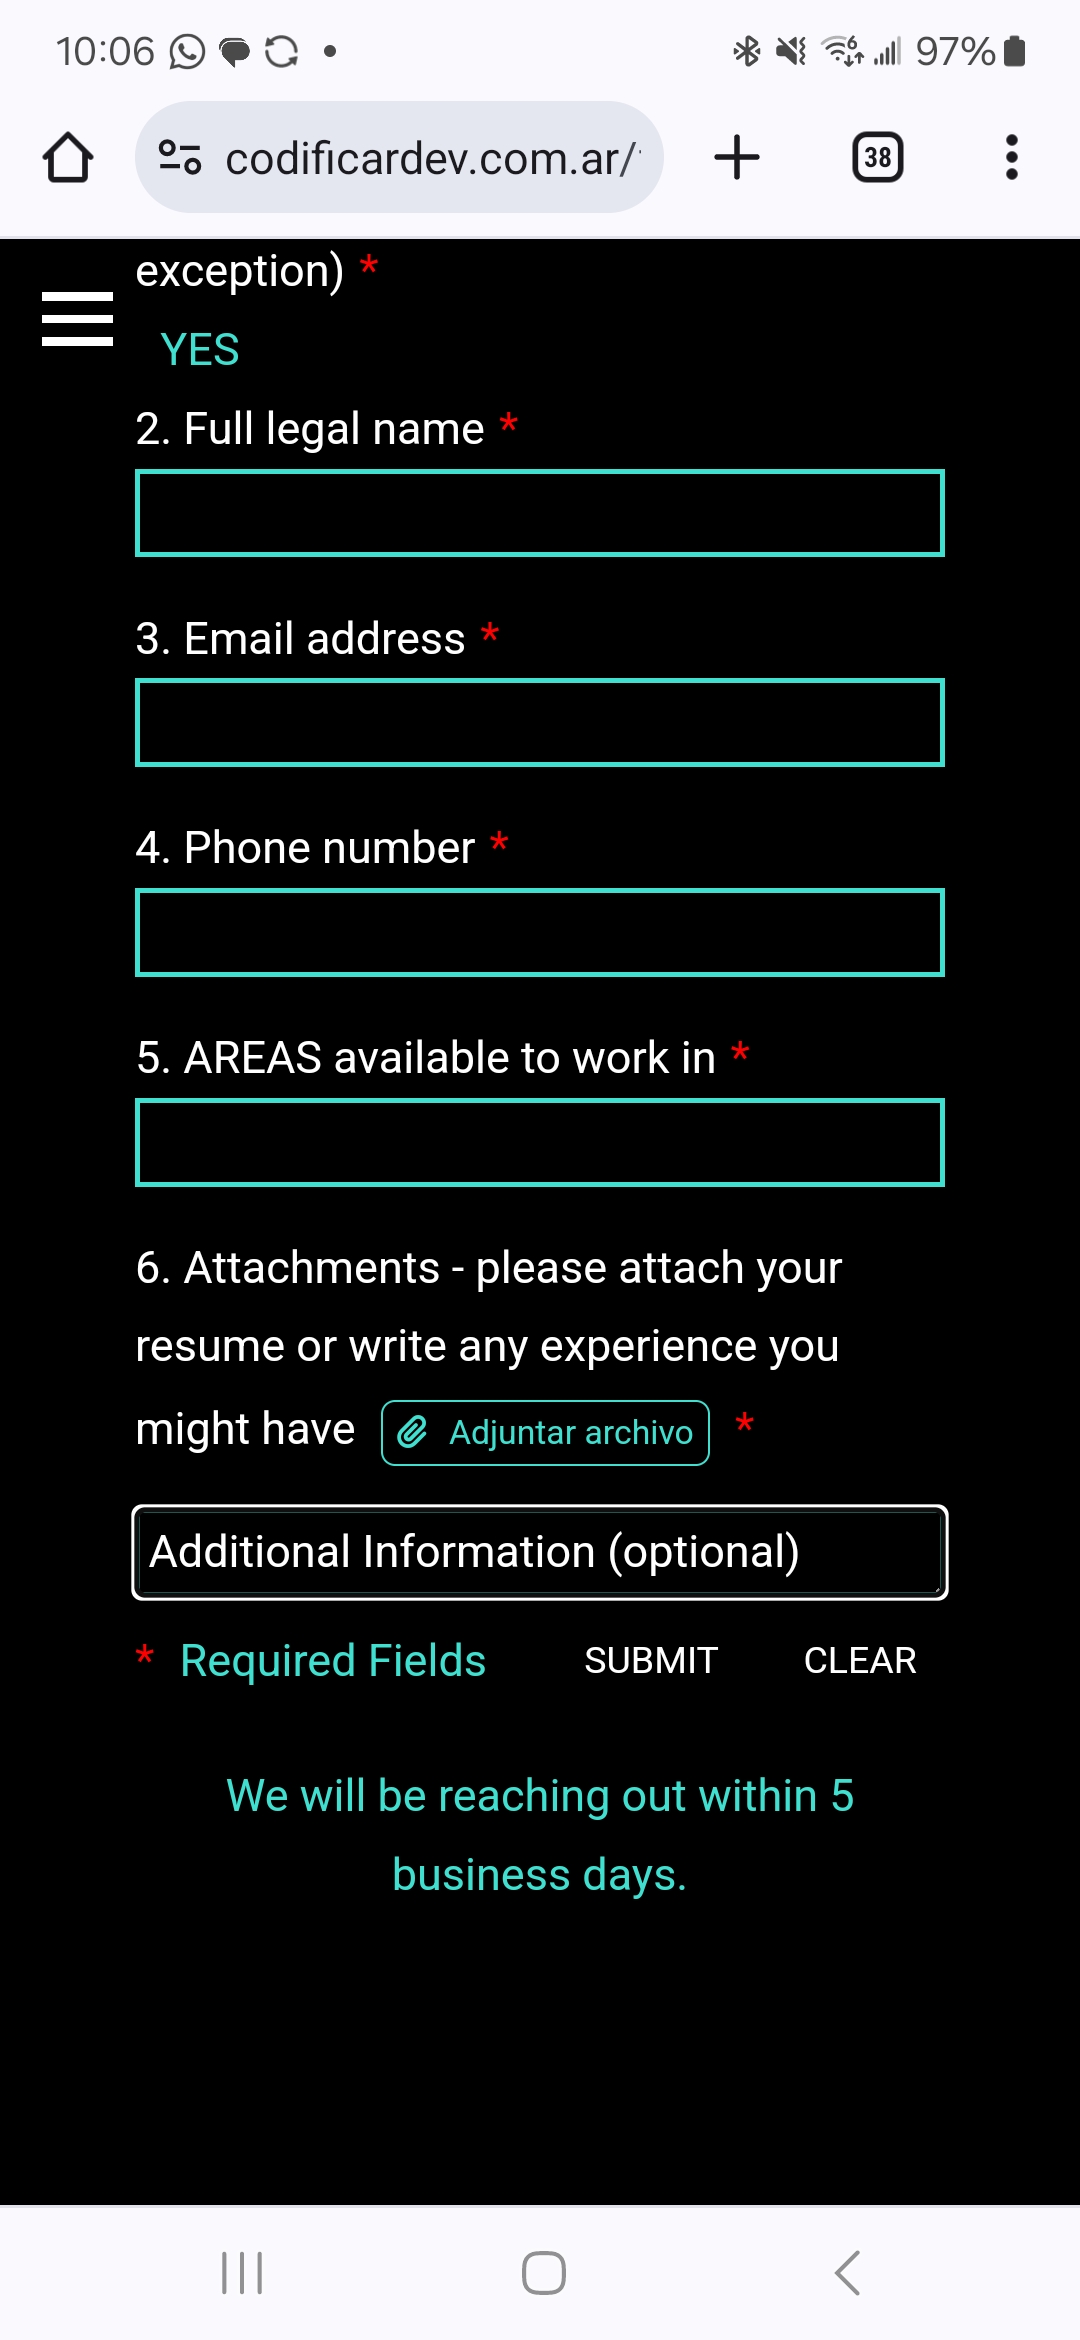 10:06 97%
codificardev.com.ar/ 38
exception) *
YES
2. Full legal name *
3. Email address *
4. Phone number *
5. AREAS available to work in *
6. Attachments - please attach your
resume or write any experience you
might have Adjuntar archivo *
Additional Information (optional)
* Required Fields SUBMIT CLEAR
We will be reaching out within 5
business days.